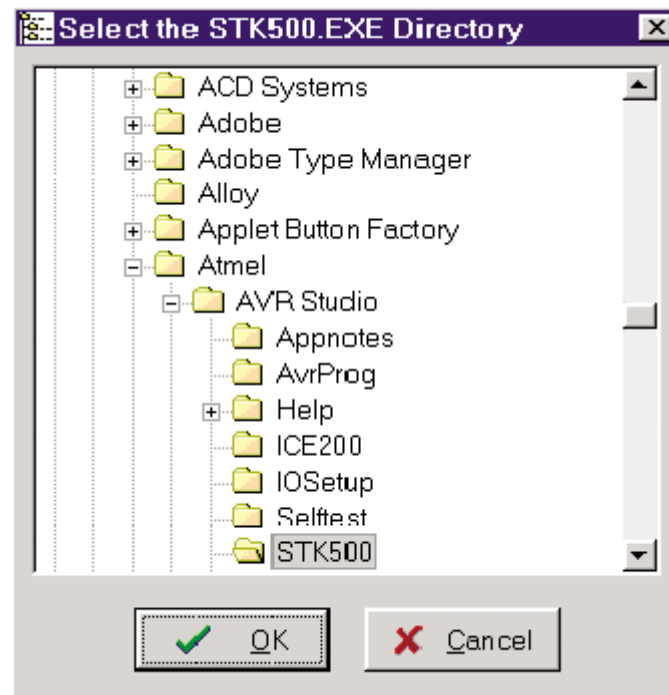 Select the STK500.EXE Directory
ACD Systems
Adobe
Adobe Type Manager
Alloy
Applet Button Factory
Atmel
AVR Studio
Appnotes
AvrProg
Help
ICE200
IOSetup
Selftest
STK500
OK
Cancel